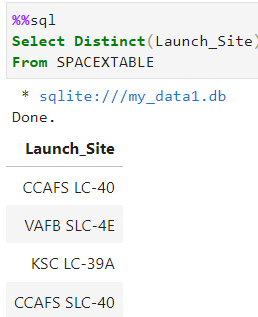 %%sql
Select Distinct(Launch_Site)
From SPACEXTABLE
* sqlite:///my_data1.db
Done.
Launch_Site
CCAFS LC-40
VAFB SLC-4E
KSC LC-39A
CCAFS SLC-40